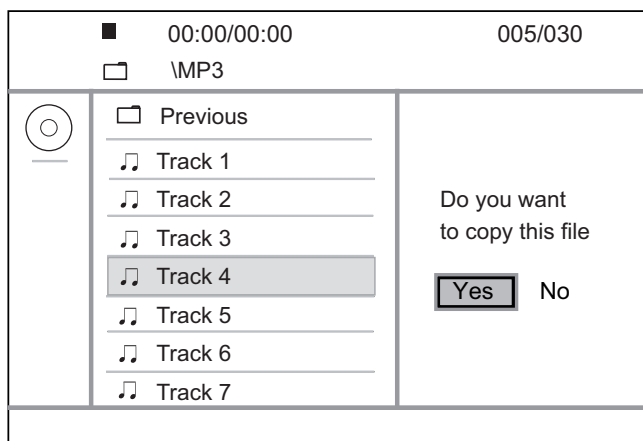 00:00/00:00 005/030
\MP3
Previous
Track 1
Track 2
Track 3
Track 4
Track 5
Track 6
Track 7
Do you want
to copy this file
Yes No